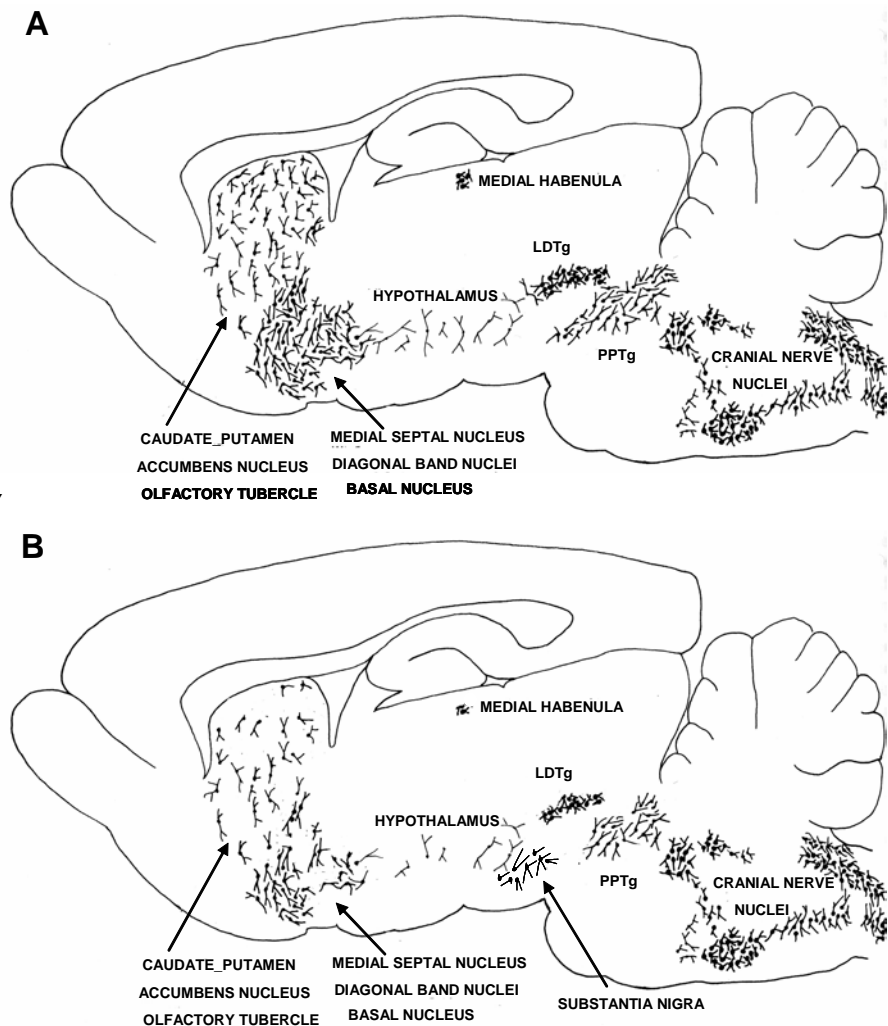 A
MEDIAL HABENULA
LDTg
HYPOTHALAMUS
PPTg
CRANIAL NERVE
NUCLEI
CAUDATE_PUTAMEN
ACCUMBENS NUCLEUS
OLFACTORY TUBERCLE
MEDIAL SEPTAL NUCLEUS
DIAGONAL BAND NUCLEI
BASAL NUCLEUS
B
MEDIAL HABENULA
LDTg
HYPOTHALAMUS
PPTg
CRANIAL NERVE
NUCLEI
CAUDATE_PUTAMEN
ACCUMBENS NUCLEUS
OLFACTORY TUBERCLE
MEDIAL SEPTAL NUCLEUS
DIAGONAL BAND NUCLEI
BASAL NUCLEUS
SUBSTANTIA NIGRA